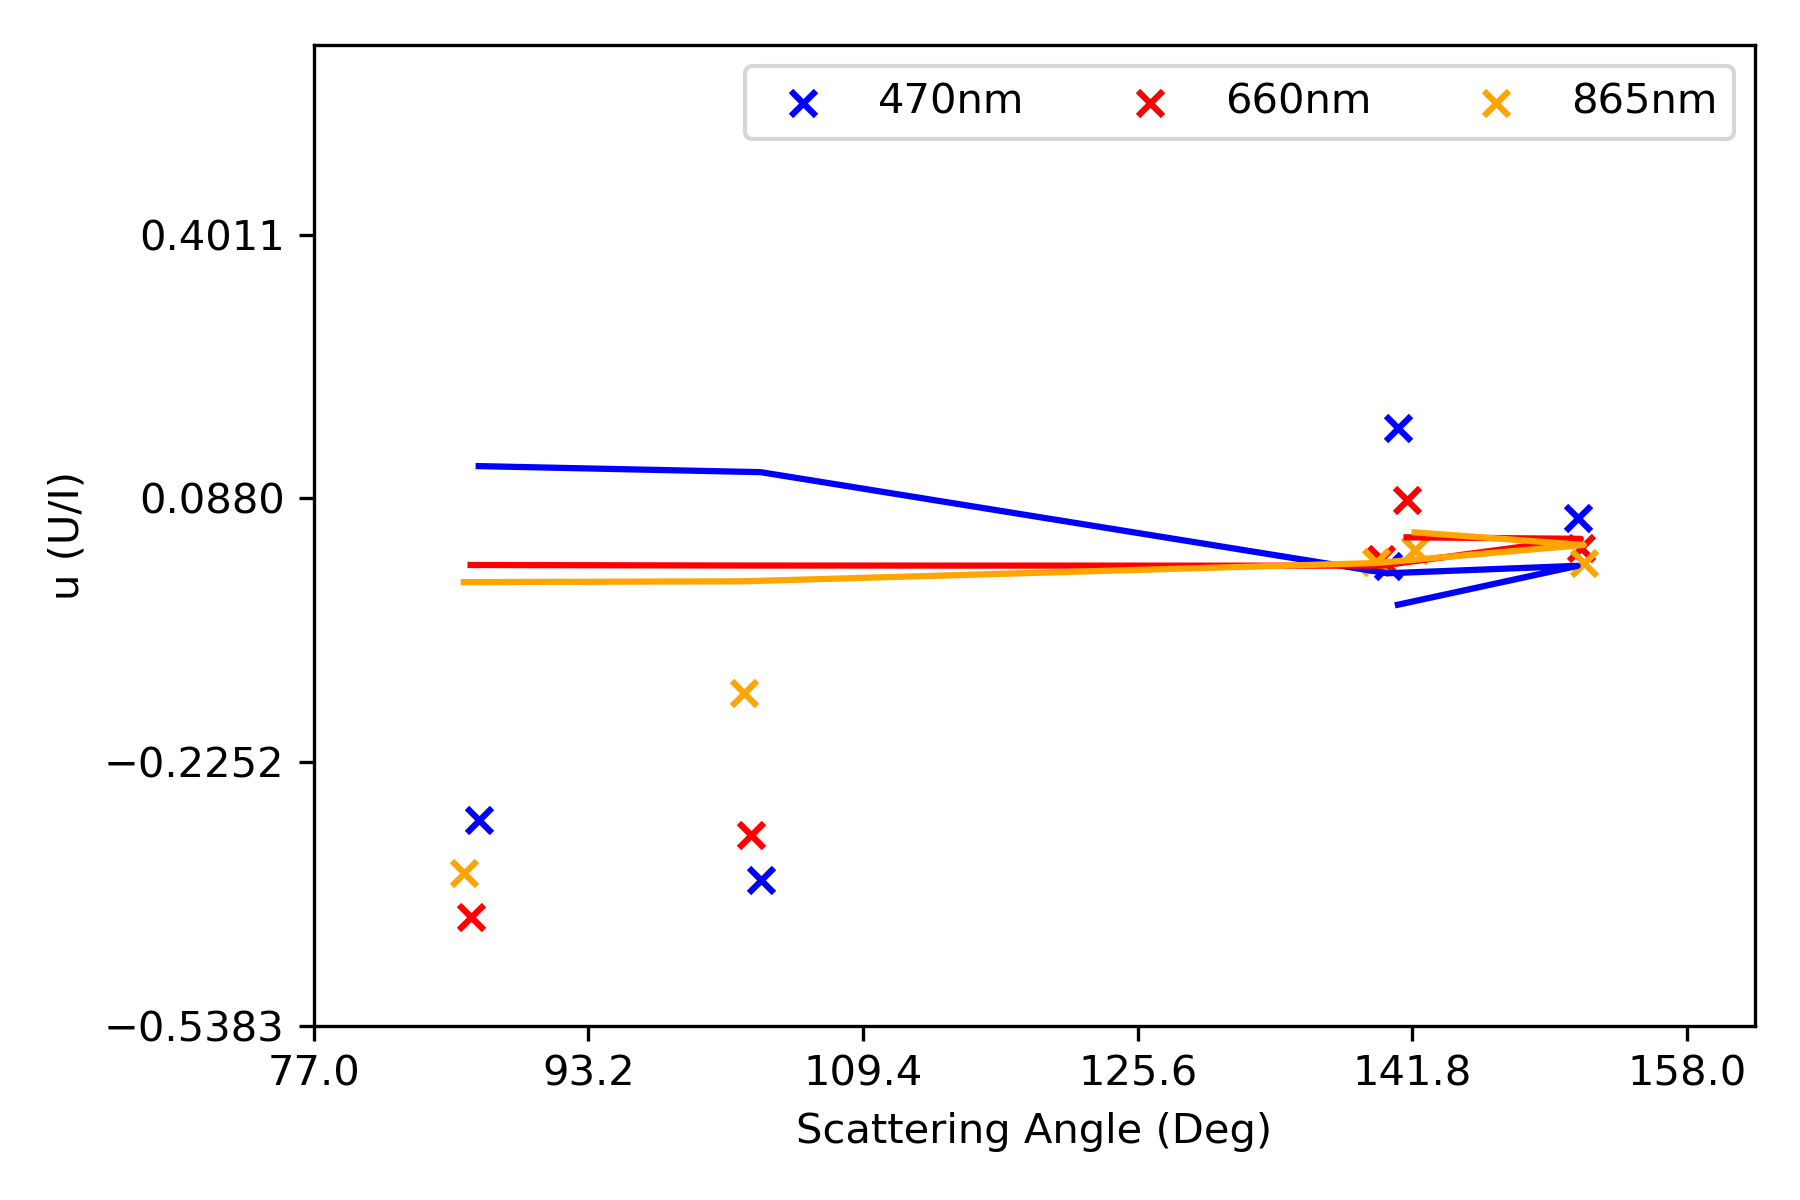 470nm 660nm 865nm
0.4011
0.0880
−0.2252
−0.5383
u (U/I)
77.0 93.2 109.4 125.6 141.8 158.0
Scattering Angle (Deg)